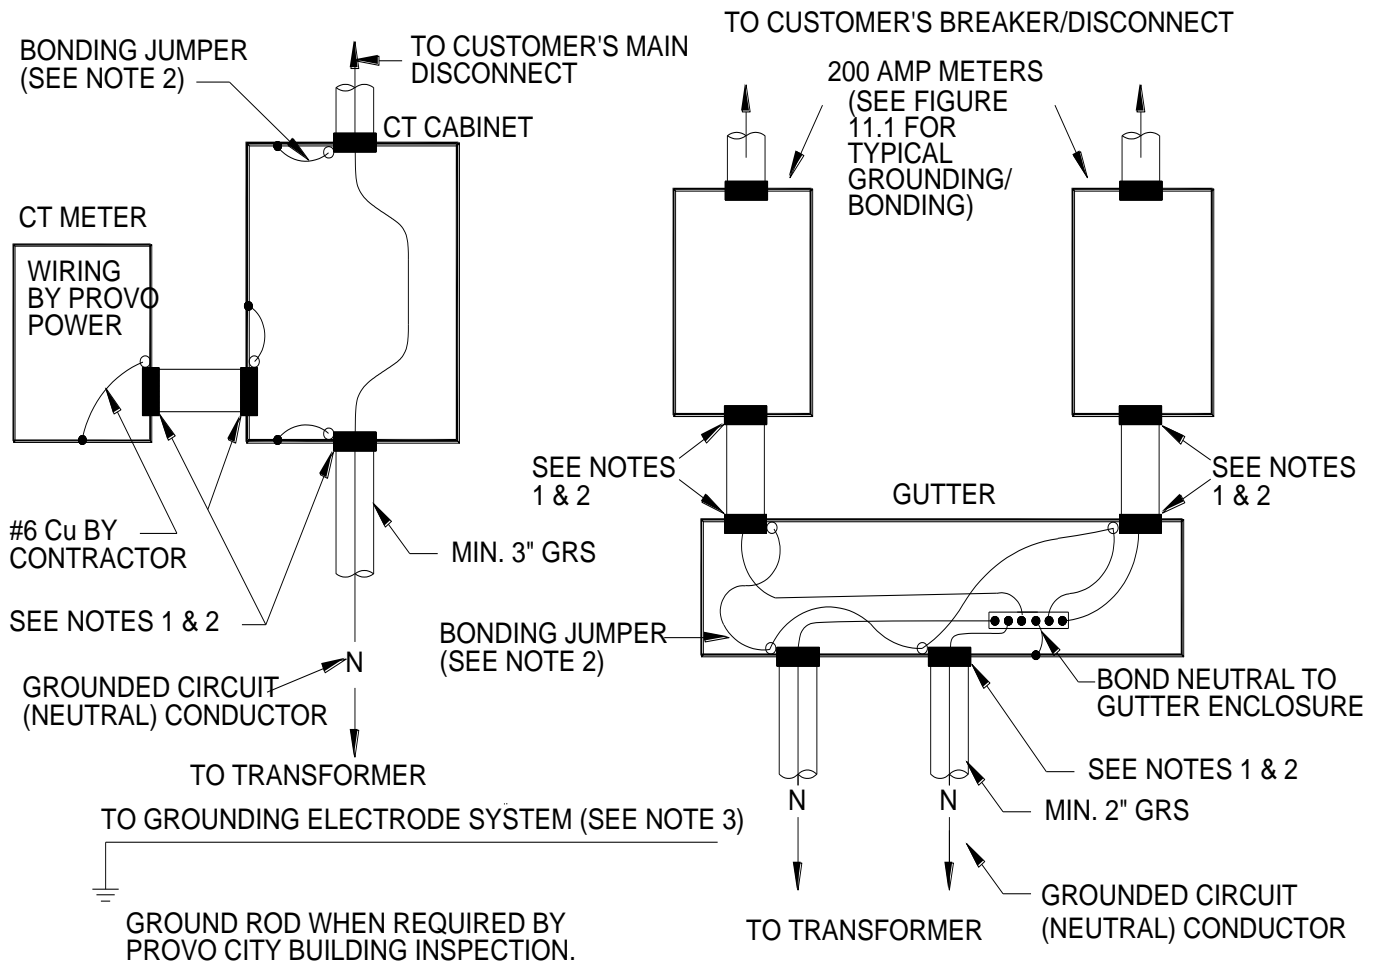 TO CUSTOMER'S BREAKER/DISCONNECT
BONDING JUMPER
(SEE NOTE 2)
TO CUSTOMER'S MAIN
DISCONNECT
200 AMP METERS
(SEE FIGURE
11.1 FOR
TYPICAL
GROUNDING/
BONDING)
CT CABINET
CT METER
WIRING
BY PROVO
POWER
SEE NOTES
1 & 2
SEE NOTES
1 & 2
GUTTER
#6 Cu BY
CONTRACTOR
MIN. 3" GRS
SEE NOTES 1 & 2
BONDING JUMPER
(SEE NOTE 2)
N
GROUNDED CIRCUIT
(NEUTRAL) CONDUCTOR
BOND NEUTRAL TO
GUTTER ENCLOSURE
TO TRANSFORMER
SEE NOTES 1 & 2
N
N
MIN. 2" GRS
TO GROUNDING ELECTRODE SYSTEM (SEE NOTE 3)
GROUND ROD WHEN REQUIRED BY
PROVO CITY BUILDING INSPECTION.
TO TRANSFORMER
GROUNDED CIRCUIT
(NEUTRAL) CONDUCTOR